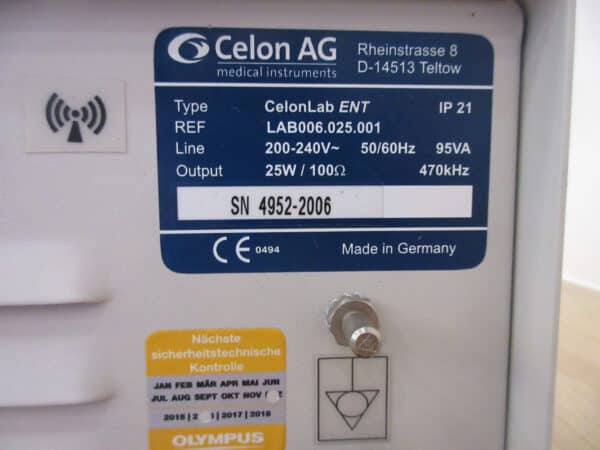 Celon AG
medical instruments
Rheinstrasse 8
D-14513 Teltow
Type CelonLab ENT IP 21
REF LAB006.025.001
Line 200-240V~ 50/60Hz 95VA
Output 25W / 100Ω 470kHz
SN 4952-2006
CE 0494 Made in Germany
Nächste
sicherheitstechnische
Kontrolle
JAN FEB MÄR APR MAI JUN
JUL AUG SEPT OKT NOV
2015 | 2017 | 2018
OLYMPUS